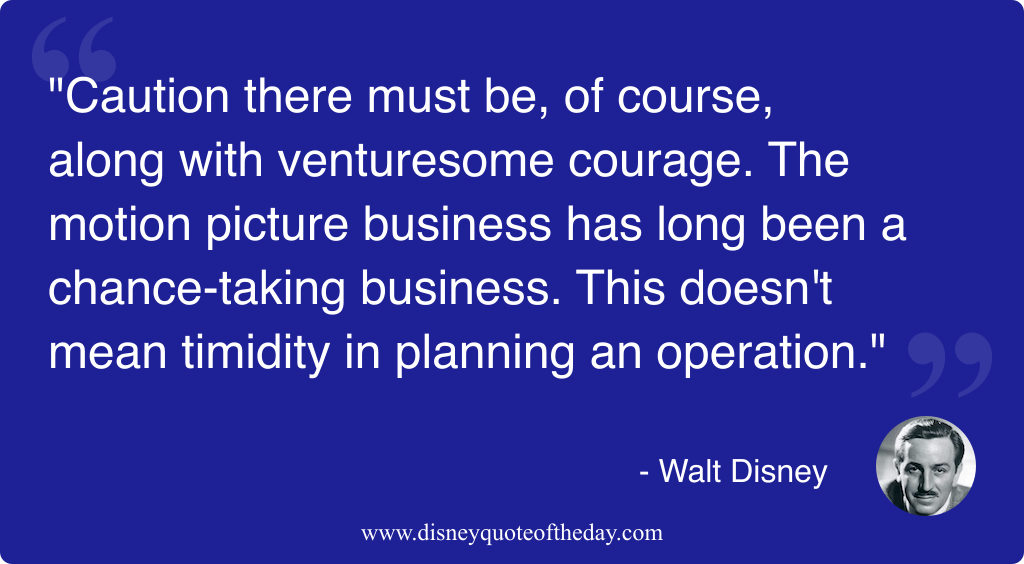 "Caution there must be, of course,
along with venturesome courage. The
motion picture business has long been a
chance-taking business. This doesn't
mean timidity in planning an operation."
- Walt Disney
www.disneyquoteoftheday.com